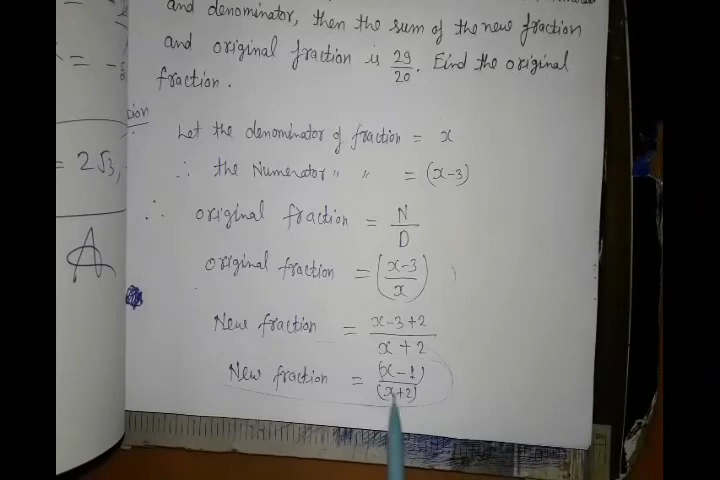 and denominator, then the sum of the new fraction
and original fraction is 29/20. Find the original
fraction.
Let the denominator of fraction = x
∴ the Numerator " " = (x-3)
∴ original fraction = N/D
original fraction = (x-3/x)
New fraction = x-3+2/x+2
New fraction = (x-1)/(x+2)
= 2√3,
A